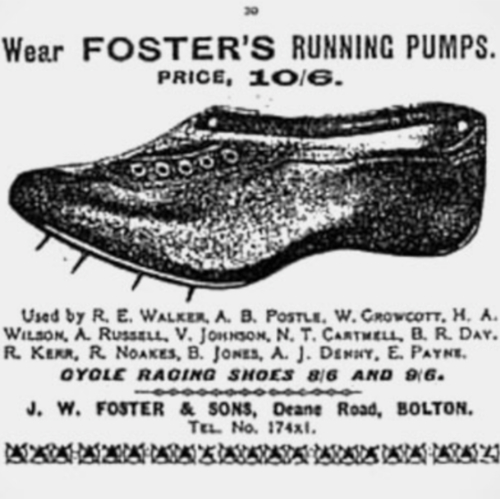 20
Wear FOSTER'S RUNNING PUMPS.
PRICE, 10/6.
Used by R. E. WALKER, A. B. POSTLE, W. CROWCOTT, H. A.
WILSON, A. RUSSELL, V. JOHNSON, N. T. CARTMELL, B. R. DAY.
R. KERR, R. NOAKES, B. JONES, A. J. DENNY, E. PAYNE.
CYCLE RACING SHOES 8/6 AND 9/6.
J. W. FOSTER & SONS, Deane Road, BOLTON.
TEL. No. 174x1.